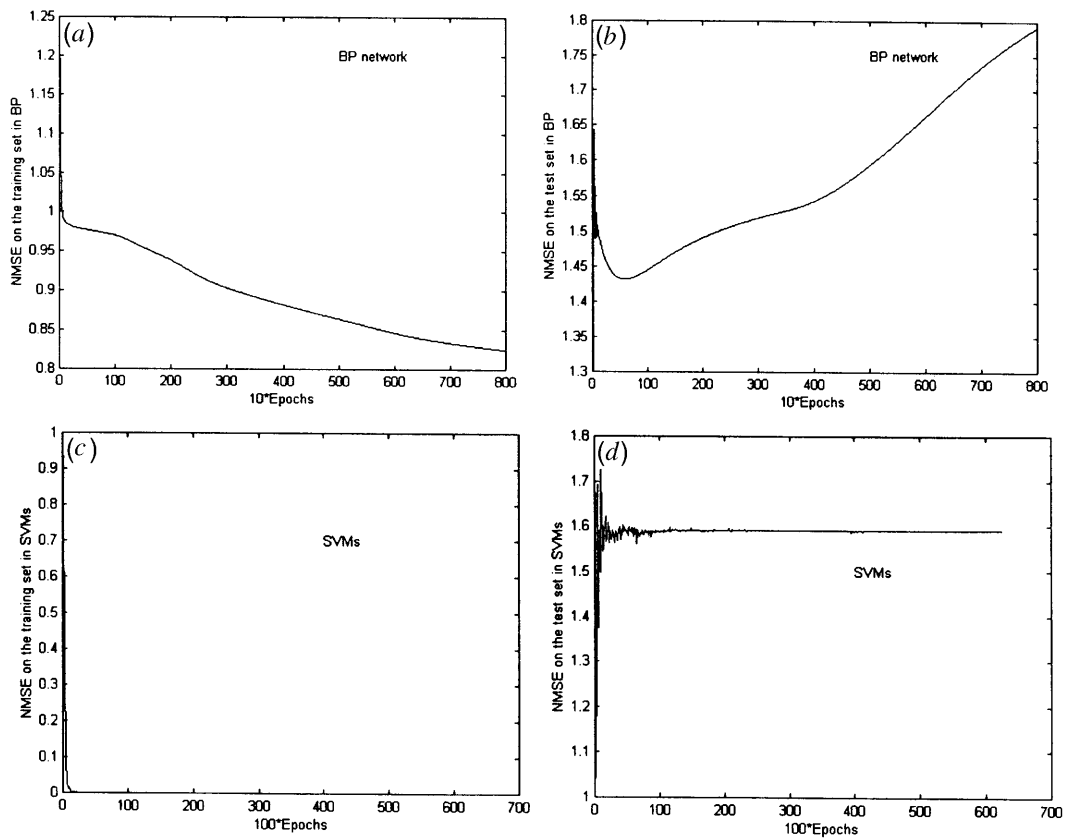 (a)
BP network
NMSE on the training set in BP
1.25
1.2
1.15
1.1
1.05
1
0.95
0.9
0.85
0.8
0 100 200 300 400 500 600 700 800
10*Epochs
(b)
BP network
NMSE on the test set in BP
1.8
1.75
1.7
1.65
1.6
1.55
1.5
1.45
1.4
1.35
1.3
0 100 200 300 400 500 600 700 800
10*Epochs
(c)
SVMs
NMSE on the training set in SVMs
1
0.9
0.8
0.7
0.6
0.5
0.4
0.3
0.2
0.1
0
0 100 200 300 400 500 600 700
100*Epochs
(d)
SVMs
NMSE on the test set in SVMs
1.8
1.7
1.6
1.5
1.4
1.3
1.2
1.1
1
0 100 200 300 400 500 600 700
100*Epochs